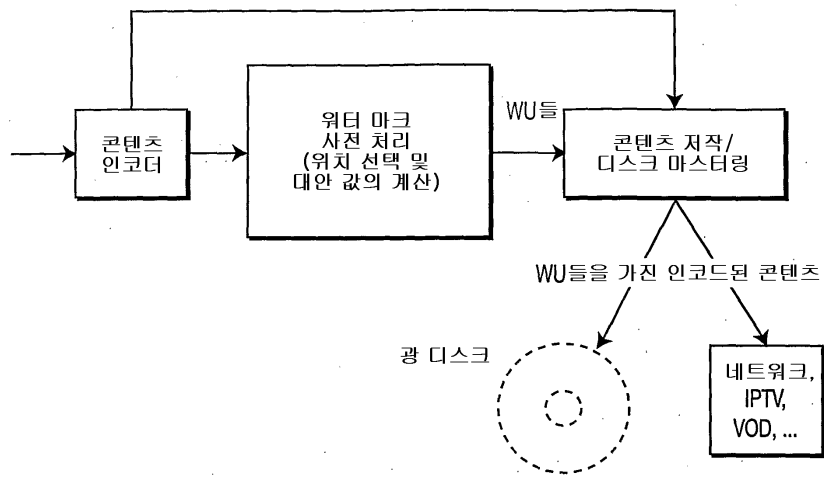 콘텐츠
인코더
워터 마크
사전 처리
(위치 선택 및
대안 값의 계산)
WU들
콘텐츠 저작/
디스크 마스터링
WU들을 가진 인코드된 콘텐츠
광 디스크
네트워크,
IPTV,
VOD, ...